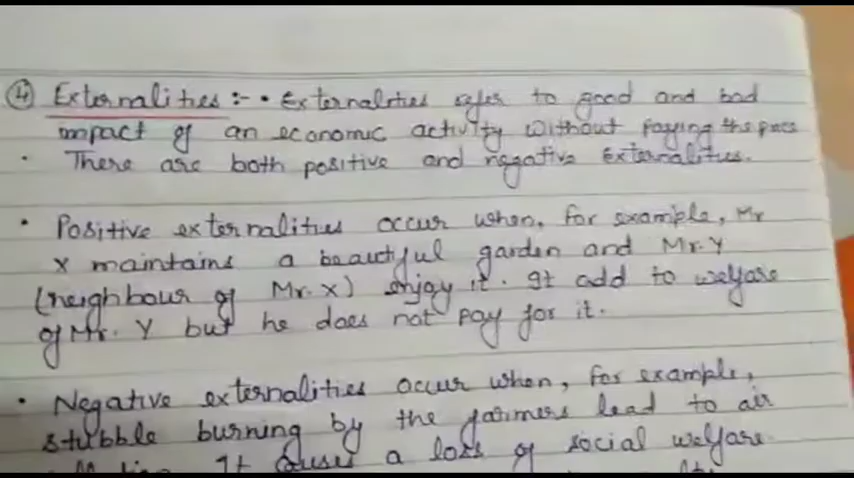 ④ Externalities :- • Externalities refer to good and bad
impact of an economic activity without paying the price
• There are both positive and negative externalities.
• Positive externalities occur when, for example, Mr
X maintains a beautiful garden and Mr. Y
(neighbour of Mr. X) enjoy it. It add to welfare
of Mr. Y but he does not pay for it.
• Negative externalities occur when, for example,
stubble burning by the farmers lead to air
It causes a loss of social welfare